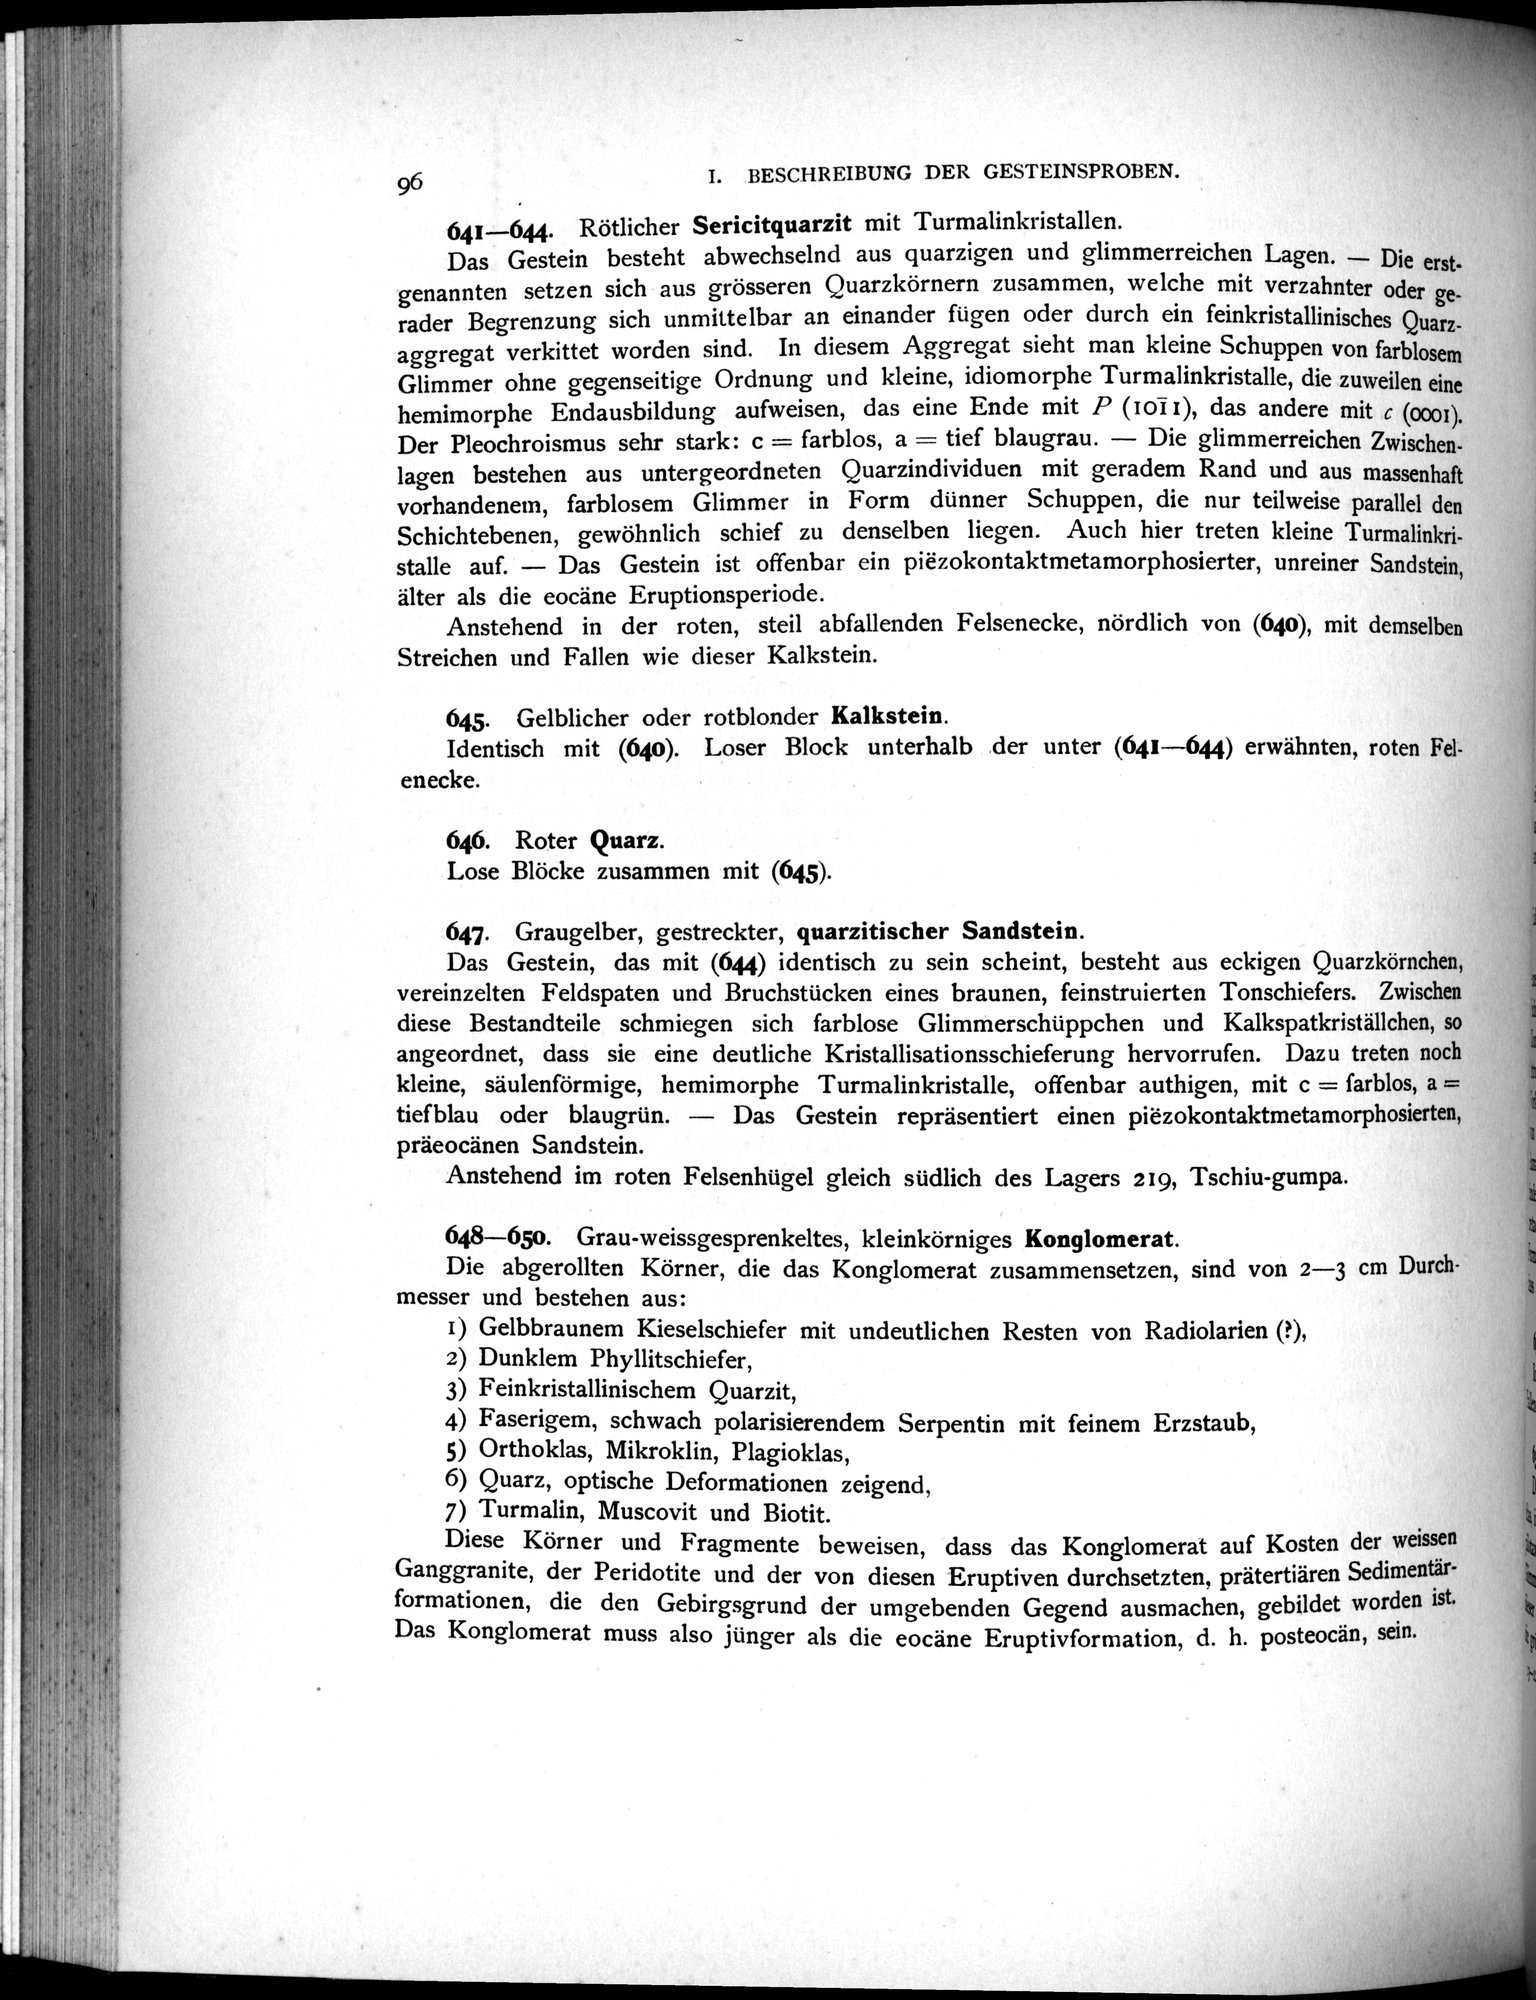 96
I. BESCHREIBUNG DER GESTEINSPROBEN.
641—644. Rötlicher Sericitquarzit mit Turmalinkristallen.
Das Gestein besteht abwechselnd aus quarzigen und glimmerreichen Lagen. — Die erst-
genannten setzen sich aus grösseren Quarzkörnern zusammen, welche mit verzahnter oder ge-
rader Begrenzung sich unmittelbar an einander fügen oder durch ein feinkristallinisches Quarz-
aggregat verkittet worden sind. In diesem Aggregat sieht man kleine Schuppen von farblosem
Glimmer ohne gegenseitige Ordnung und kleine, idiomorphe Turmalinkristalle, die zuweilen eine
hemimorphe Endausbildung aufweisen, das eine Ende mit P (101̄1), das andere mit c (0001).
Der Pleochroismus sehr stark: c = farblos, a = tief blaugrau. — Die glimmerreichen Zwischen-
lagen bestehen aus untergeordneten Quarzindividuen mit geradem Rand und aus massenhaft
vorhandenem, farblosem Glimmer in Form dünner Schuppen, die nur teilweise parallel den
Schichtebenen, gewöhnlich schief zu denselben liegen. Auch hier treten kleine Turmalinkri-
stalle auf. — Das Gestein ist offenbar ein piëzokontaktmetamorphosierter, unreiner Sandstein,
älter als die eocäne Eruptionsperiode.
Anstehend in der roten, steil abfallenden Felsenecke, nördlich von (640), mit demselben
Streichen und Fallen wie dieser Kalkstein.
645. Gelblicher oder rotblonder Kalkstein.
Identisch mit (640). Loser Block unterhalb der unter (641—644) erwähnten, roten Fel-
enecke.
646. Roter Quarz.
Lose Blöcke zusammen mit (645).
647. Graugelber, gestreckter, quarzitischer Sandstein.
Das Gestein, das mit (644) identisch zu sein scheint, besteht aus eckigen Quarzkörnchen,
vereinzelten Feldspaten und Bruchstücken eines braunen, feinstruierten Tonschiefers. Zwischen
diese Bestandteile schmiegen sich farblose Glimmerschüppchen und Kalkspatkriställchen, so
angeordnet, dass sie eine deutliche Kristallisationsschieferung hervorrufen. Dazu treten noch
kleine, säulenförmige, hemimorphe Turmalinkristalle, offenbar authigen, mit c = farblos, a =
tiefblau oder blaugrün. — Das Gestein repräsentiert einen piëzokontaktmetamorphosierten,
präeocänen Sandstein.
Anstehend im roten Felsenhügel gleich südlich des Lagers 219, Tschiu-gumpa.
648—650. Grau-weissgesprenkeltes, kleinkörniges Konglomerat.
Die abgerollten Körner, die das Konglomerat zusammensetzen, sind von 2—3 cm Durch-
messer und bestehen aus:
1) Gelbbraunem Kieselschiefer mit undeutlichen Resten von Radiolarien (?),
2) Dunklem Phyllitschiefer,
3) Feinkristallinischem Quarzit,
4) Faserigem, schwach polarisierendem Serpentin mit feinem Erzstaub,
5) Orthoklas, Mikroklin, Plagioklas,
6) Quarz, optische Deformationen zeigend,
7) Turmalin, Muscovit und Biotit.
Diese Körner und Fragmente beweisen, dass das Konglomerat auf Kosten der weissen
Ganggranite, der Peridotite und der von diesen Eruptiven durchsetzten, prätertiären Sedimentär-
formationen, die den Gebirgsgrund der umgebenden Gegend ausmachen, gebildet worden ist.
Das Konglomerat muss also jünger als die eocäne Eruptivformation, d. h. posteocän, sein.